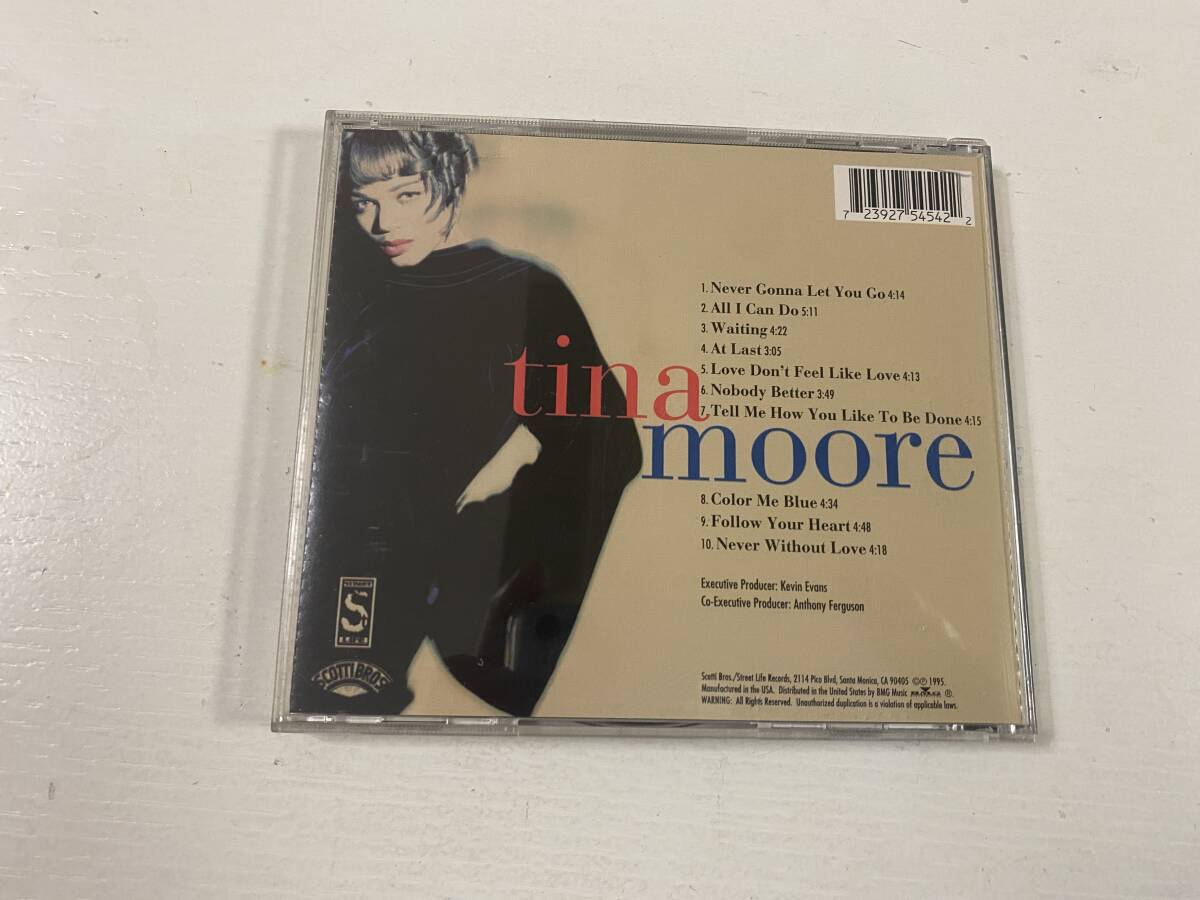 7 23927 54542 2
1. Never Gonna Let You Go 4:14
2. All I Can Do 5:11
3. Waiting 4:22
4. At Last 3:05
5. Love Don't Feel Like Love 4:13
6. Nobody Better 3:49
7. Tell Me How You Like To Be Done 4:15
tina
moore
8. Color Me Blue 4:34
9. Follow Your Heart 4:48
10. Never Without Love 4:18
Executive Producer: Kevin Evans
Co-Executive Producer: Anthony Ferguson
STREET
LIFE
SCOTTI BROS.
Scotti Bros./Street Life Records, 2114 Pico Blvd, Santa Monica, CA 90405 ©℗ 1995.
Manufactured in the USA. Distributed in the United States by BMG Music ®.
WARNING: All Rights Reserved. Unauthorized duplication is a violation of applicable laws.